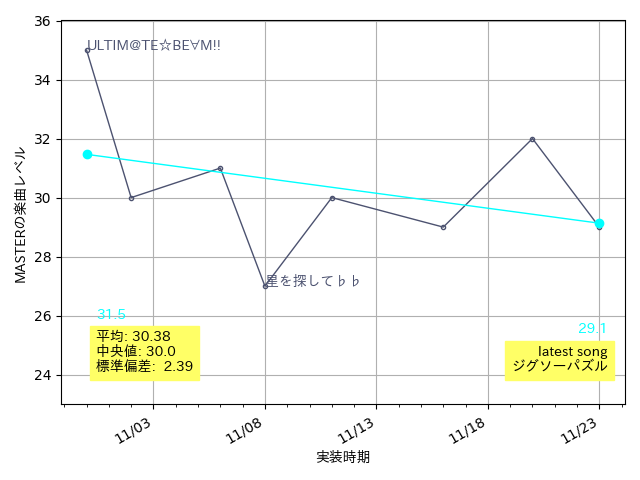 36
34
32
30
28
26
24
MASTERの楽曲レベル
ULTIM@TE☆BE∀M!!
星を探して♭♭
31.5
平均: 30.38
中央値: 30.0
標準偏差: 2.39
29.1
latest song
ジグソーパズル
11/03
11/08
11/13
11/18
11/23
実装時期